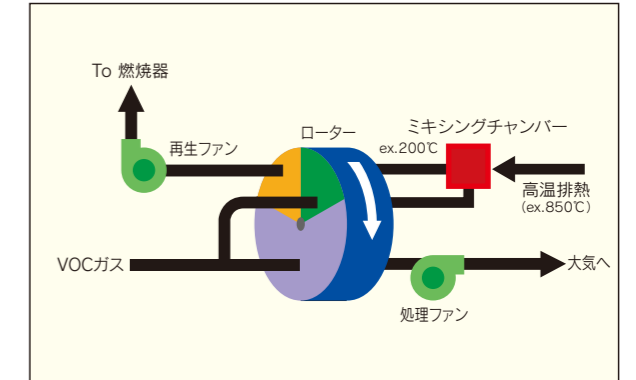 To 燃焼器
再生ファン
ローター
ミキシングチャンバー
ex.200℃
高温排熱
(ex.850℃)
VOCガス
大気へ
処理ファン